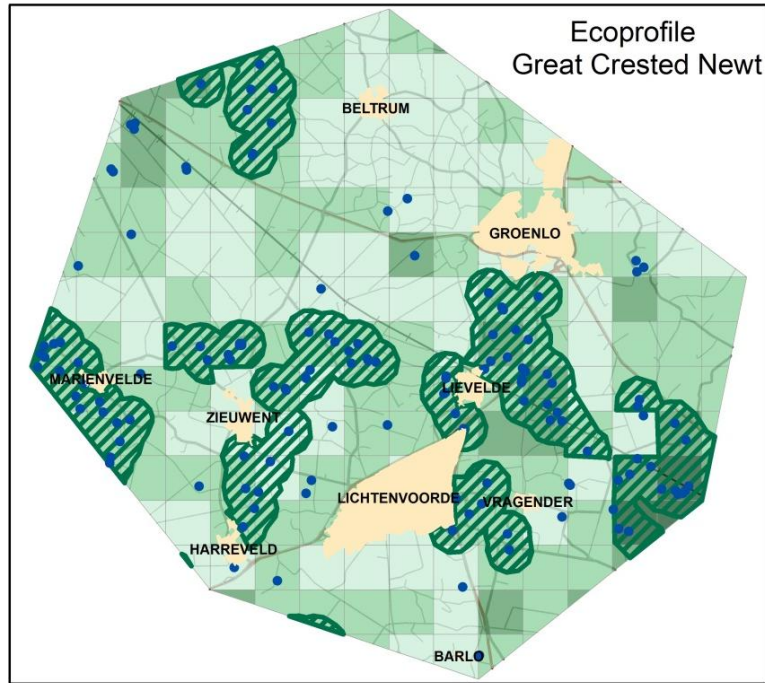 Ecoprofile
Great Crested Newt
BELTRUM
GROENLO
MARIENVELDE
LIEVELDE
ZIEUWENT
LICHTENVOORDE
VRAGENDER
HARREVELD
BARLO